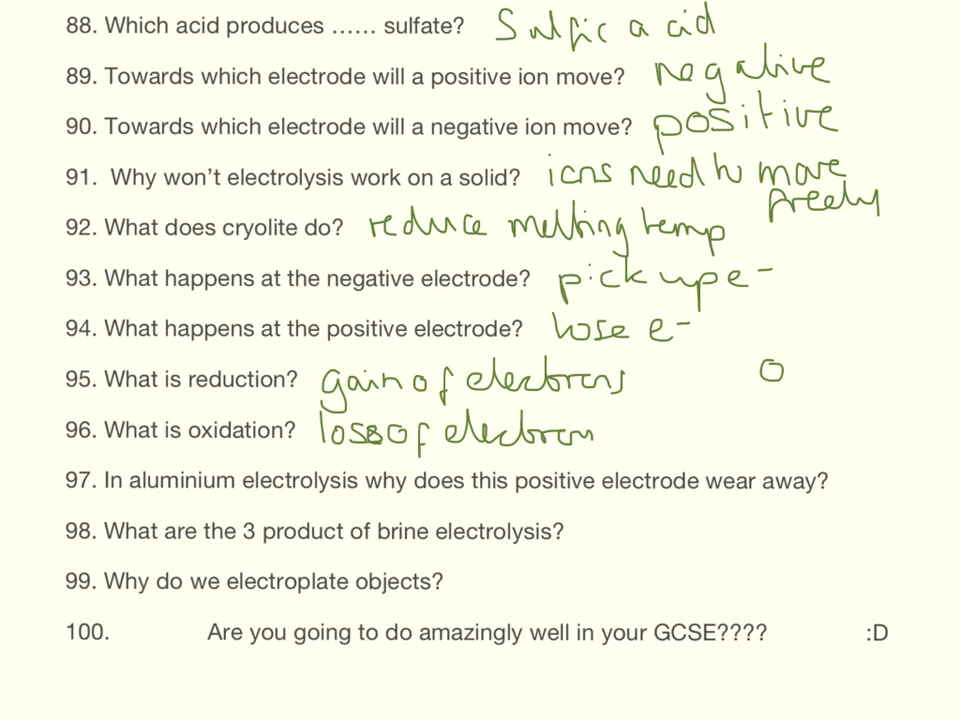 88. Which acid produces ...... sulfate? Sulfic acid
89. Towards which electrode will a positive ion move? negative
90. Towards which electrode will a negative ion move? positive
91. Why won't electrolysis work on a solid? ions need to move
freely
92. What does cryolite do? reduce melting temp
93. What happens at the negative electrode? pick up e-
94. What happens at the positive electrode? lose e-
95. What is reduction? gain of electrons O
96. What is oxidation? loss of electron
97. In aluminium electrolysis why does this positive electrode wear away?
98. What are the 3 product of brine electrolysis?
99. Why do we electroplate objects?
100. Are you going to do amazingly well in your GCSE???? :D